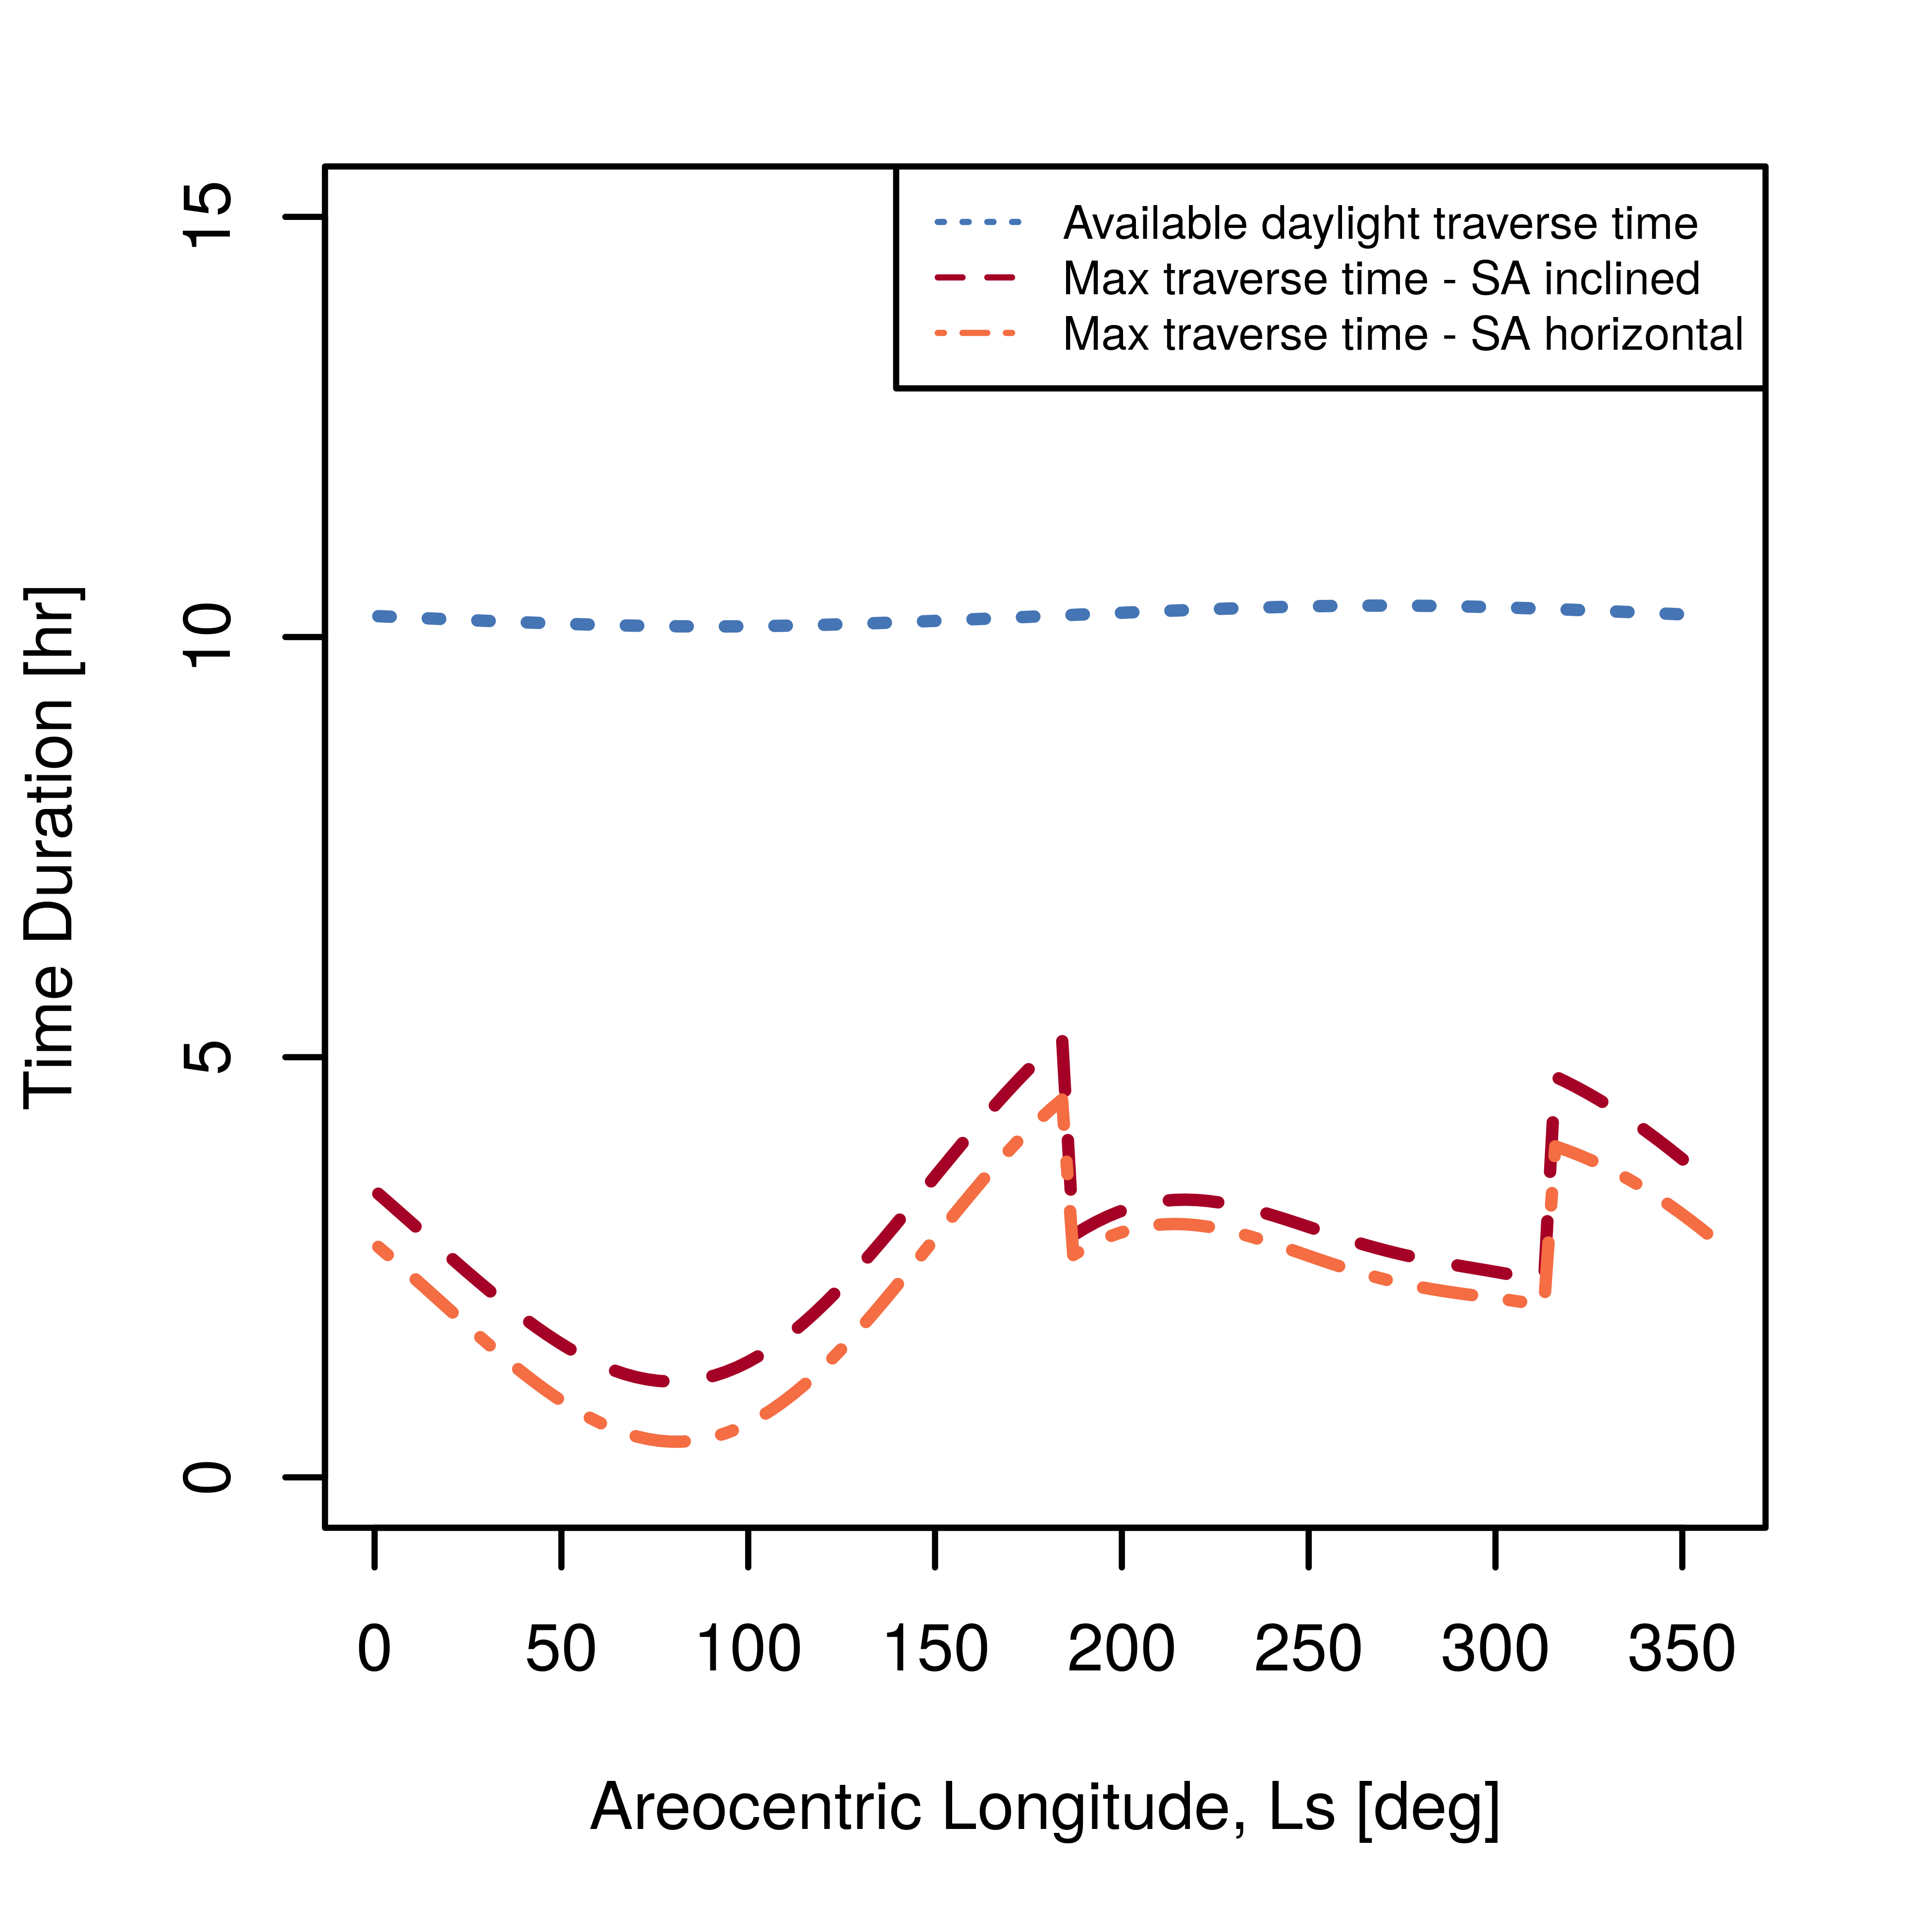 Available daylight traverse time
Max traverse time - SA inclined
Max traverse time - SA horizontal
Time Duration [hr]
15
10
5
0
0 50 100 150 200 250 300 350
Areocentric Longitude, Ls [deg]